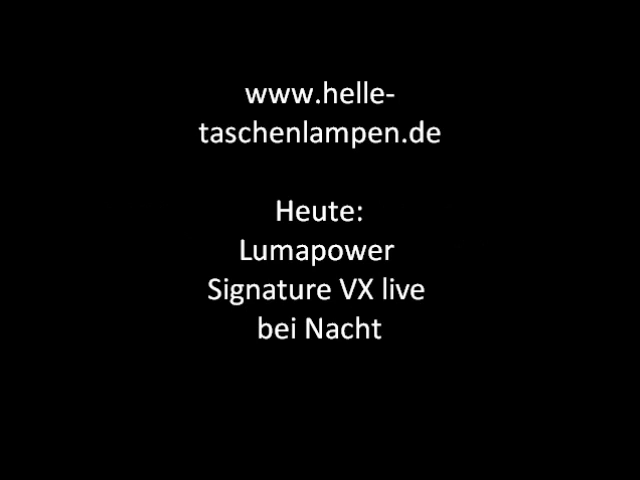 www.helle-
taschenlampen.de
Heute:
Lumapower
Signature VX live
bei Nacht